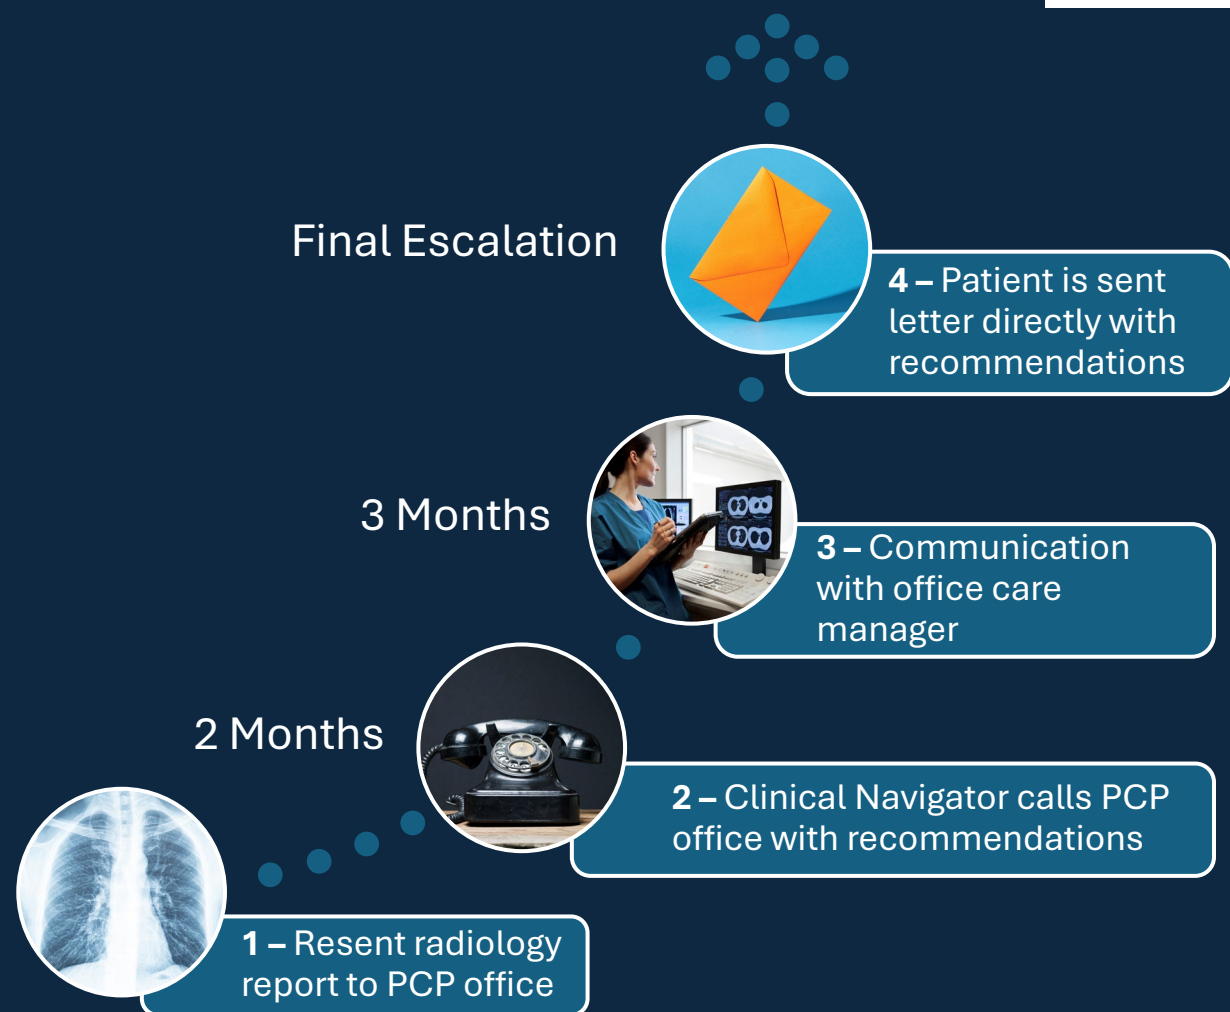 Final Escalation
4 – Patient is sent
letter directly with
recommendations
3 Months
3 – Communication
with office care
manager
2 Months
2 – Clinical Navigator calls PCP
office with recommendations
1 – Resent radiology
report to PCP office